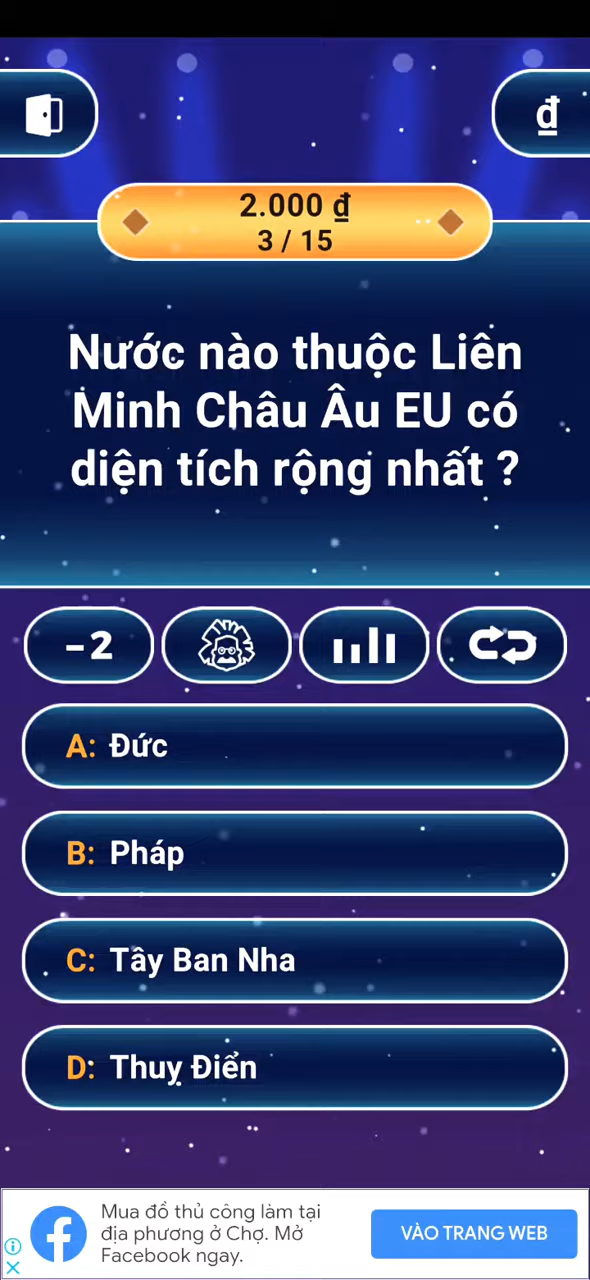 đ
2.000 đ
3 / 15
Nước nào thuộc Liên
Minh Châu Âu EU có
diện tích rộng nhất ?
-2
A: Đức
B: Pháp
C: Tây Ban Nha
D: Thuỵ Điển
Mua đồ thủ công làm tại
địa phương ở Chợ. Mở
Facebook ngay.
VÀO TRANG WEB